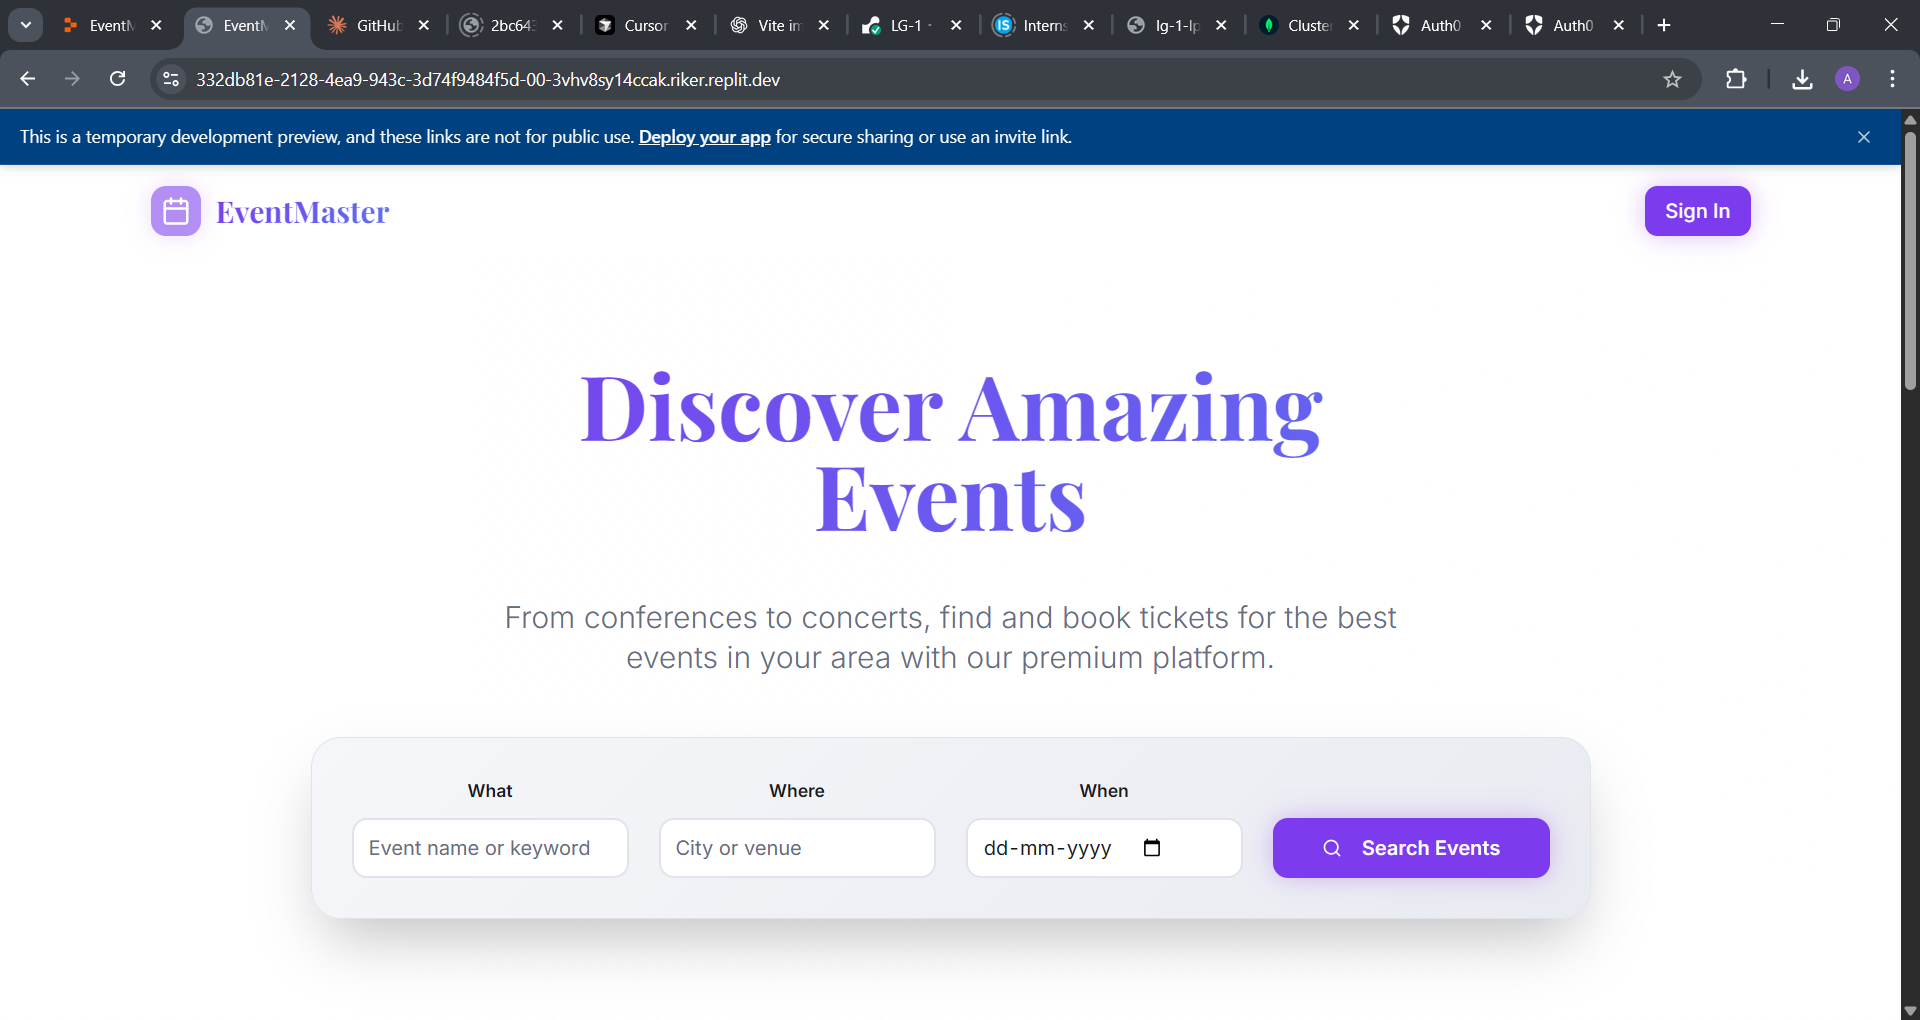 EventM
EventM
GitHub
2bc643
Cursor
Vite im
LG-1 -
Interns
lg-1-lp
Cluster
Auth0
Auth0
332db81e-2128-4ea9-943c-3d74f9484f5d-00-3vhv8sy14ccak.riker.replit.dev
A
This is a temporary development preview, and these links are not for public use. Deploy your app for secure sharing or use an invite link.
EventMaster
Sign In
Discover Amazing
Events
From conferences to concerts, find and book tickets for the best
events in your area with our premium platform.
What
Where
When
Event name or keyword
City or venue
dd-mm-yyyy
Search Events